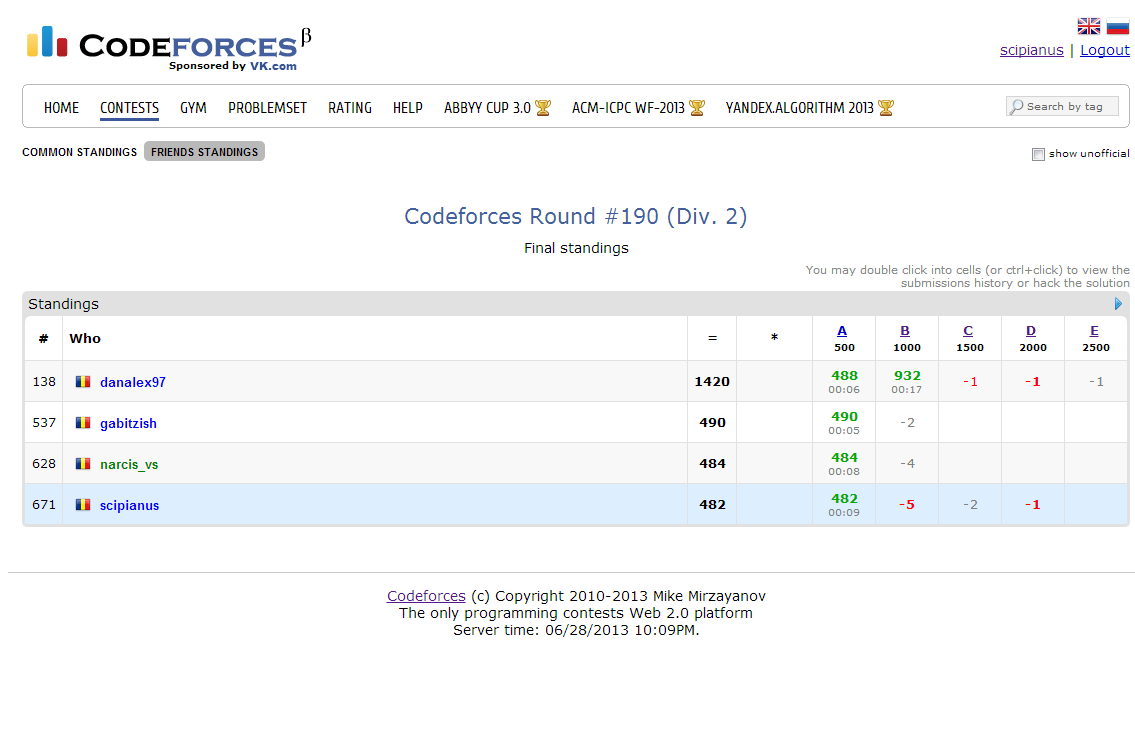 CODEFORCES β
Sponsored by VK.com
scipianus | Logout
HOME CONTESTS GYM PROBLEMSET RATING HELP ABBYY CUP 3.0 ACM-ICPC WF-2013 YANDEX.ALGORITHM 2013 Search by tag
COMMON STANDINGS FRIENDS STANDINGS show unofficial
Codeforces Round #190 (Div. 2)
Final standings
You may double click into cells (or ctrl+click) to view the
submissions history or hack the solution
Standings
# Who = * A B C D E
500 1000 1500 2000 2500
138 danalex97 1420 488 932 -1 -1 -1
00:06 00:17
537 gabitzish 490 490 -2
00:05
628 narcis_vs 484 484 -4
00:08
671 scipianus 482 482 -5 -2 -1
00:09
Codeforces (c) Copyright 2010-2013 Mike Mirzayanov
The only programming contests Web 2.0 platform
Server time: 06/28/2013 10:09PM.